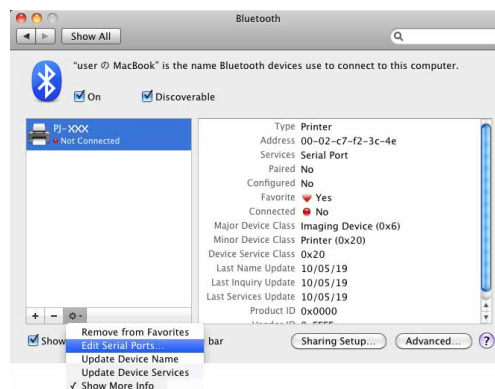 Bluetooth
Show All
“user の MacBook” is the name Bluetooth devices use to connect to this computer.
On Discoverable
PJ-XXX
Not Connected
Type Printer
Address 00-02-c7-f2-3c-4e
Services Serial Port
Paired No
Configured No
Favorite Yes
Connected No
Major Device Class Imaging Device (0x6)
Minor Device Class Printer (0x20)
Device Service Class 0x20
Last Name Update 10/05/19
Last Inquiry Update 10/05/19
Last Services Update 10/05/19
Product ID 0x0000
+ −
Show bar Sharing Setup... Advanced... ?
Remove from Favorites
Edit Serial Ports...
Update Device Name
Update Device Services
✓ Show More Info